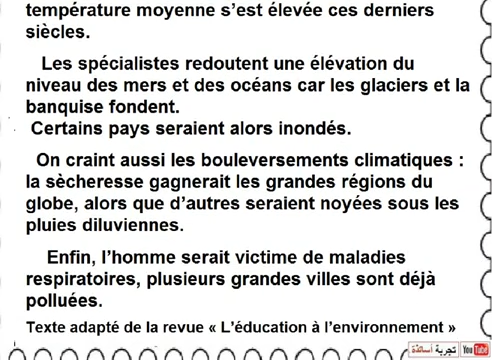 température moyenne s'est élevée ces derniers
siècles.
Les spécialistes redoutent une élévation du
niveau des mers et des océans car les glaciers et la
banquise fondent.
Certains pays seraient alors inondés.
On craint aussi les bouleversements climatiques :
la sècheresse gagnerait les grandes régions du
globe, alors que d'autres seraient noyées sous les
pluies diluviennes.
Enfin, l'homme serait victime de maladies
respiratoires, plusieurs grandes villes sont déjà
polluées.
Texte adapté de la revue « L'éducation à l'environnement »
تجربة أساتذة YouTube